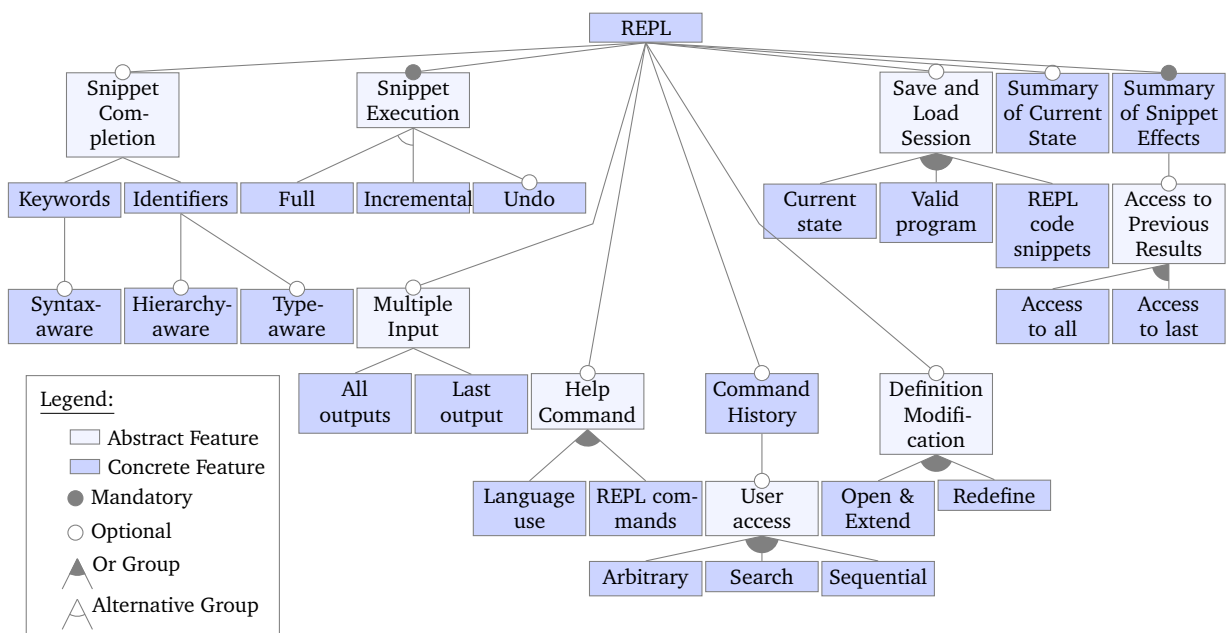 REPL
Snippet
Com-
pletion
Snippet
Execution
Save and
Load
Session
Summary
of Current
State
Summary
of Snippet
Effects
Keywords
Identifiers
Full
Incremental
Undo
Current
state
Valid
program
REPL
code
snippets
Access to
Previous
Results
Syntax-
aware
Hierarchy-
aware
Type-
aware
Multiple
Input
Access
to all
Access
to last
All
outputs
Last
output
Help
Command
Command
History
Definition
Modifi-
cation
Language
use
REPL com-
mands
User
access
Open &
Extend
Redefine
Arbitrary
Search
Sequential
Legend:
Abstract Feature
Concrete Feature
Mandatory
Optional
Or Group
Alternative Group